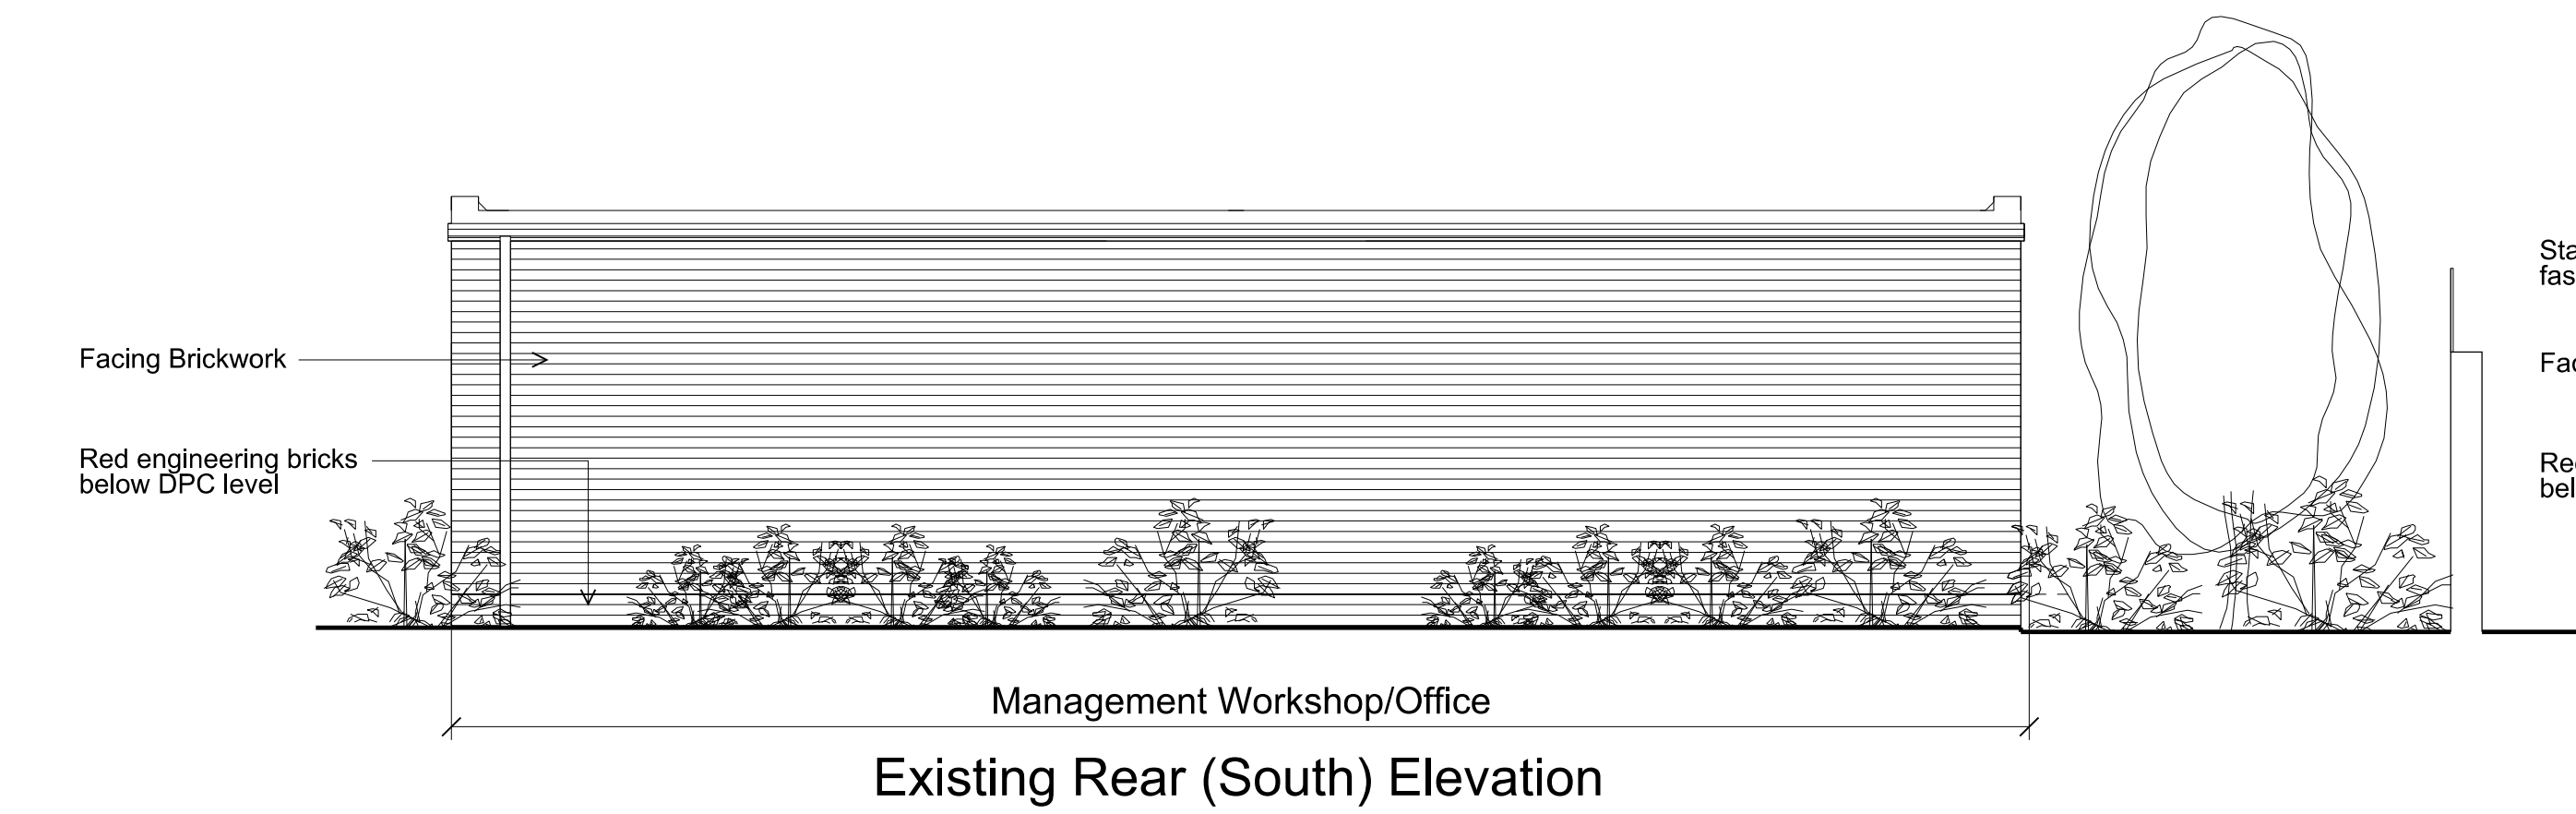 Facing Brickwork
Red engineering bricks
below DPC level
Management Workshop/Office
Existing Rear (South) Elevation